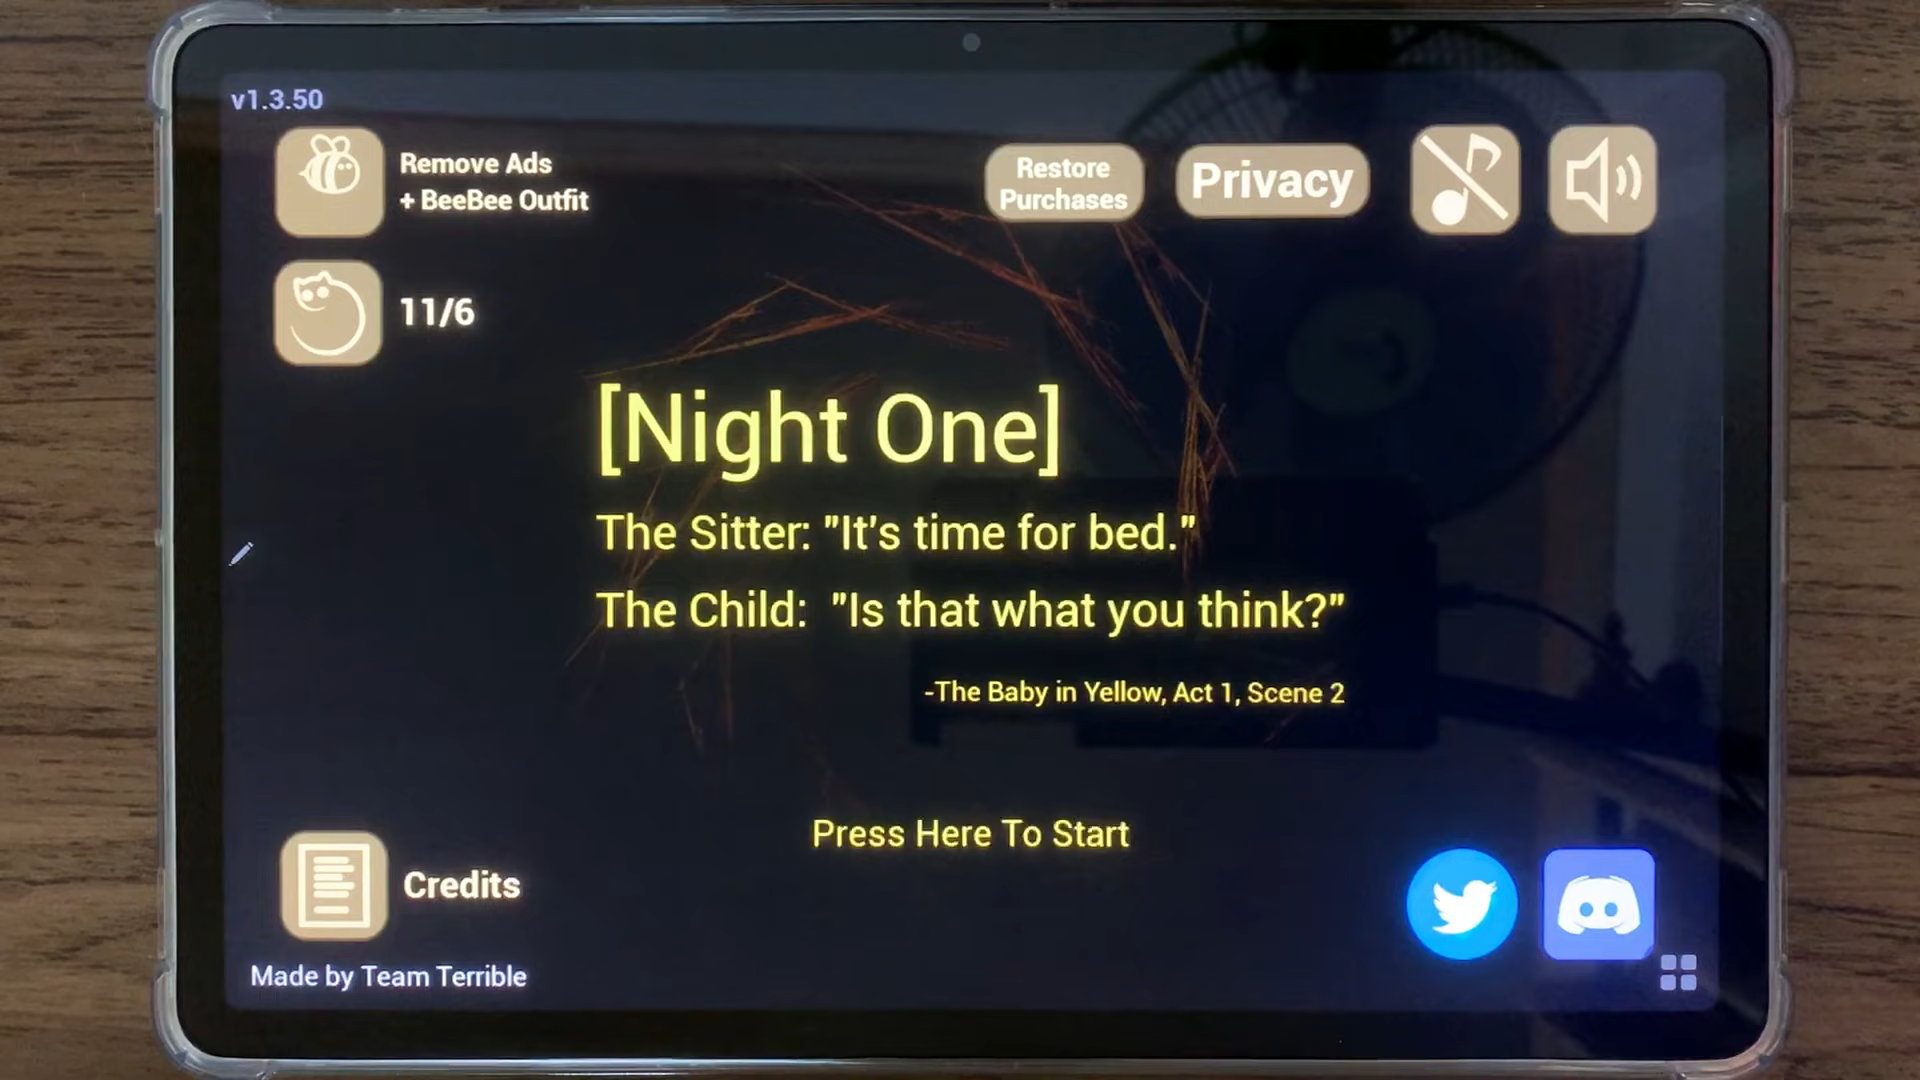 v1.3.50
Remove Ads
+ BeeBee Outfit
Restore
Purchases
Privacy
11/6
[Night One]
The Sitter: "It's time for bed."
The Child: "Is that what you think?"
-The Baby in Yellow, Act 1, Scene 2
Press Here To Start
Credits
Made by Team Terrible